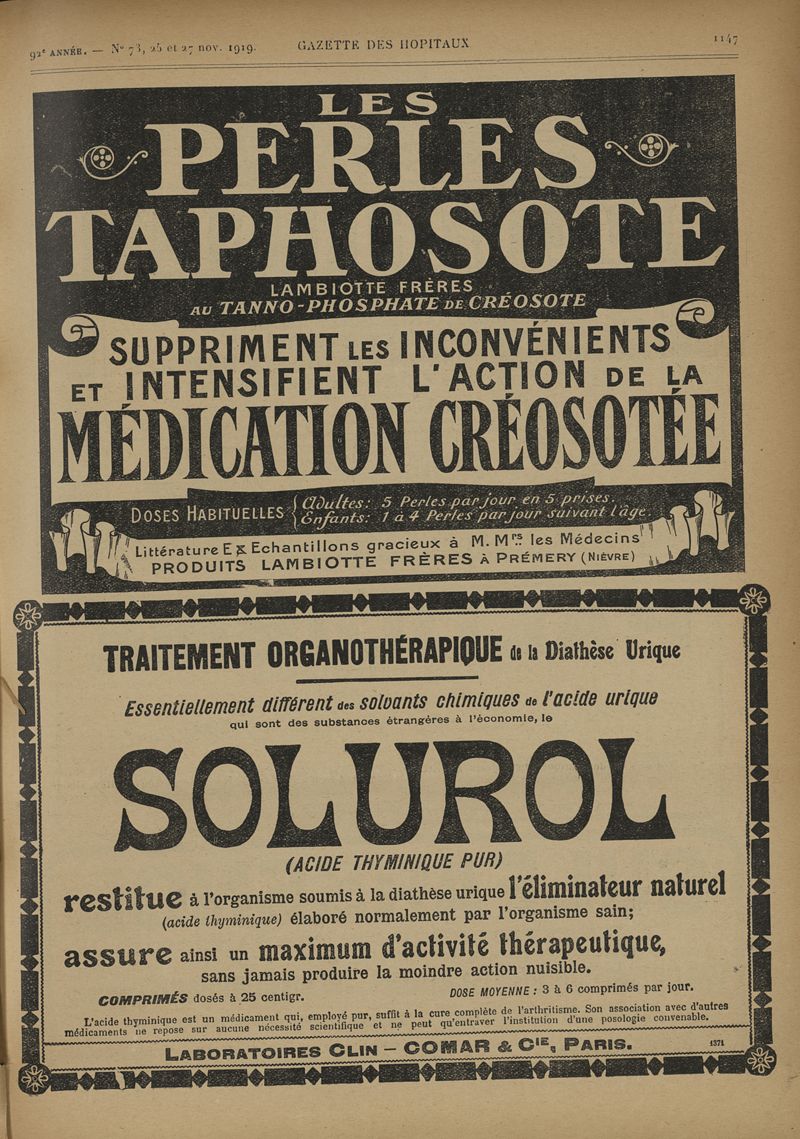 92e ANNÉE. — No 73, 25 et 27 nov. 1919. GAZETTE DES HOPITAUX 1147
LES
PERLES
TAPHOSOTE
LAMBIOTTE FRÈRES
AU TANNO-PHOSPHATE DE CRÉOSOTE
SUPPRIMENT LES INCONVÉNIENTS
ET INTENSIFIENT L'ACTION DE LA
MÉDICATION CRÉOSOTÉE
DOSES HABITUELLES { Adultes: 5 Perles par jour en 5 prises.
Enfants: 1 à 4 Perles par jour suivant l'âge.
Littérature Et Echantillons gracieux à M. Mrs les Médecins
PRODUITS LAMBIOTTE FRÈRES À PRÉMERY (NIÈVRE)
TRAITEMENT ORGANOTHÉRAPIQUE de la Diathèse Urique
Essentiellement différent des solvants chimiques de l'acide urique
qui sont des substances étrangères à l'économie, le
SOLUROL
(ACIDE THYMINIQUE PUR)
restitue à l'organisme soumis à la diathèse urique l'éliminateur naturel
(acide thyminique) élaboré normalement par l'organisme sain;
assure ainsi un maximum d'activité thérapeutique,
sans jamais produire la moindre action nuisible.
COMPRIMÉS dosés à 25 centigr. DOSE MOYENNE : 3 à 6 comprimés par jour.
L'acide thyminique est un médicament qui, employé pur, suffit à la cure complète de l'arthritisme. Son association avec d'autres
médicaments ne repose sur aucune nécessité scientifique et ne peut qu'entraver l'institution d'une posologie convenable.
LABORATOIRES CLIN — COMAR & CIE, PARIS. 1371